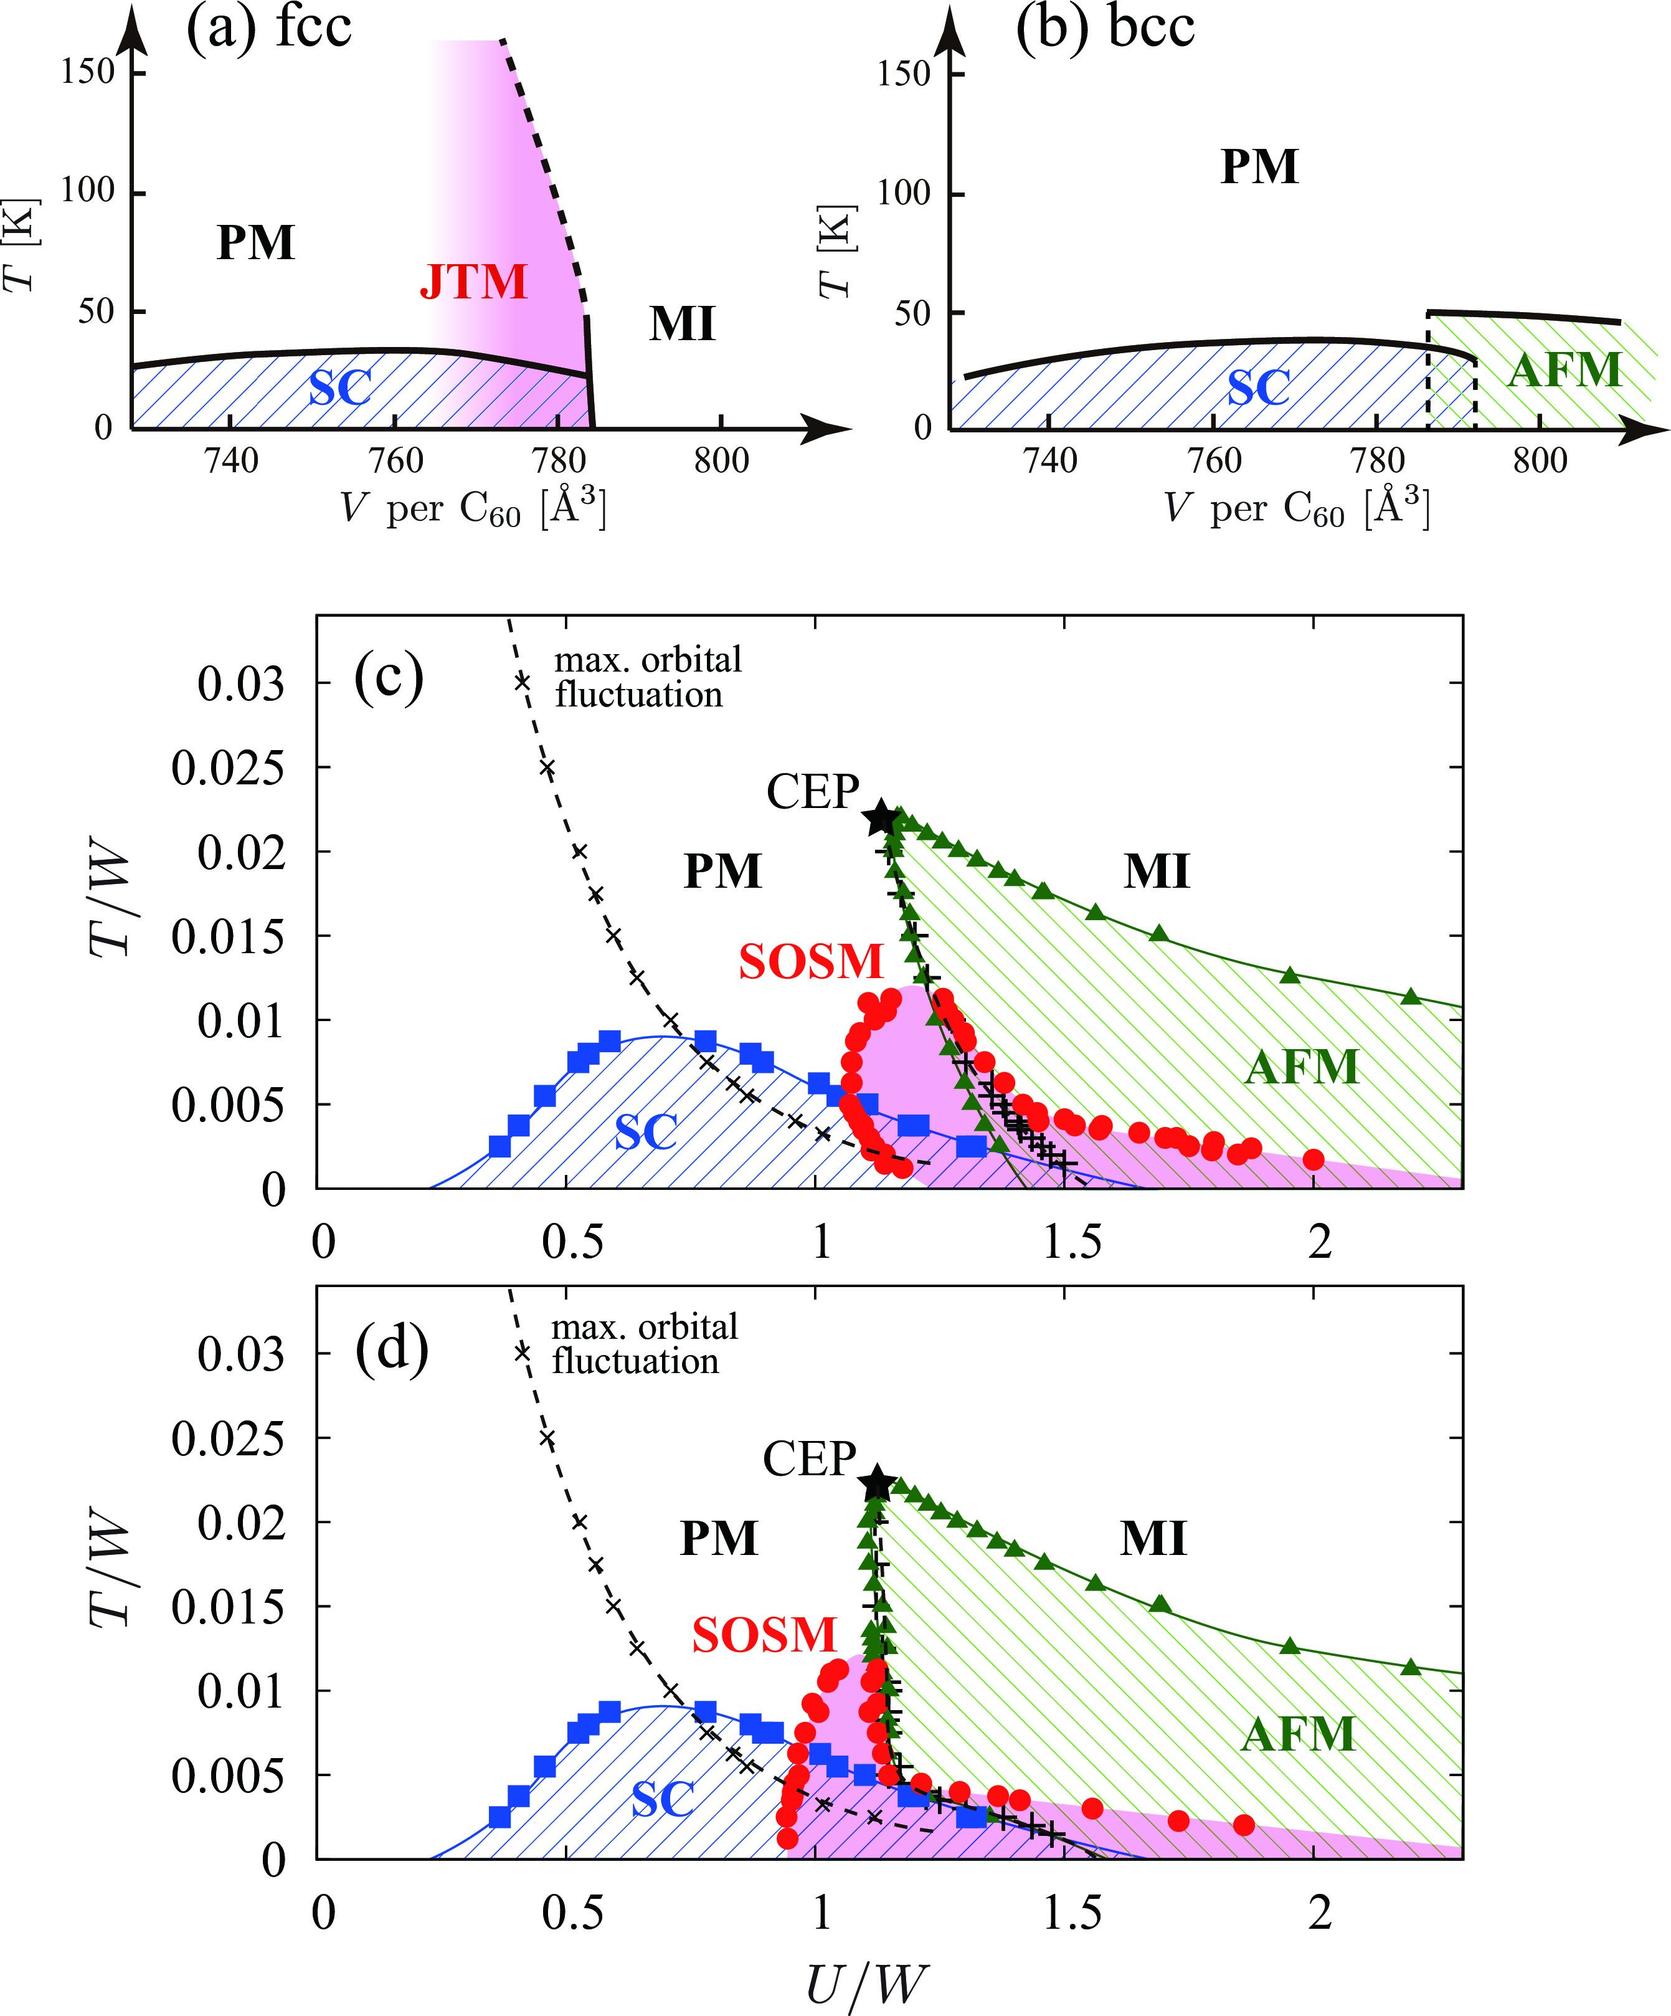 (a) fcc
150
100
50
0
T [K]
PM
JTM
MI
SC
740
760
780
800
V per C₆₀ [Å³]
(b) bcc
150
100
50
0
T [K]
PM
SC
AFM
740
760
780
800
V per C₆₀ [Å³]
(c)
max. orbital
fluctuation
0.03
0.025
0.02
0.015
0.01
0.005
0
T/W
CEP
PM
MI
SOSM
AFM
SC
0
0.5
1
1.5
2
(d)
max. orbital
fluctuation
0.03
0.025
0.02
0.015
0.01
0.005
0
T/W
CEP
PM
MI
SOSM
AFM
SC
0
0.5
1
1.5
2
U/W